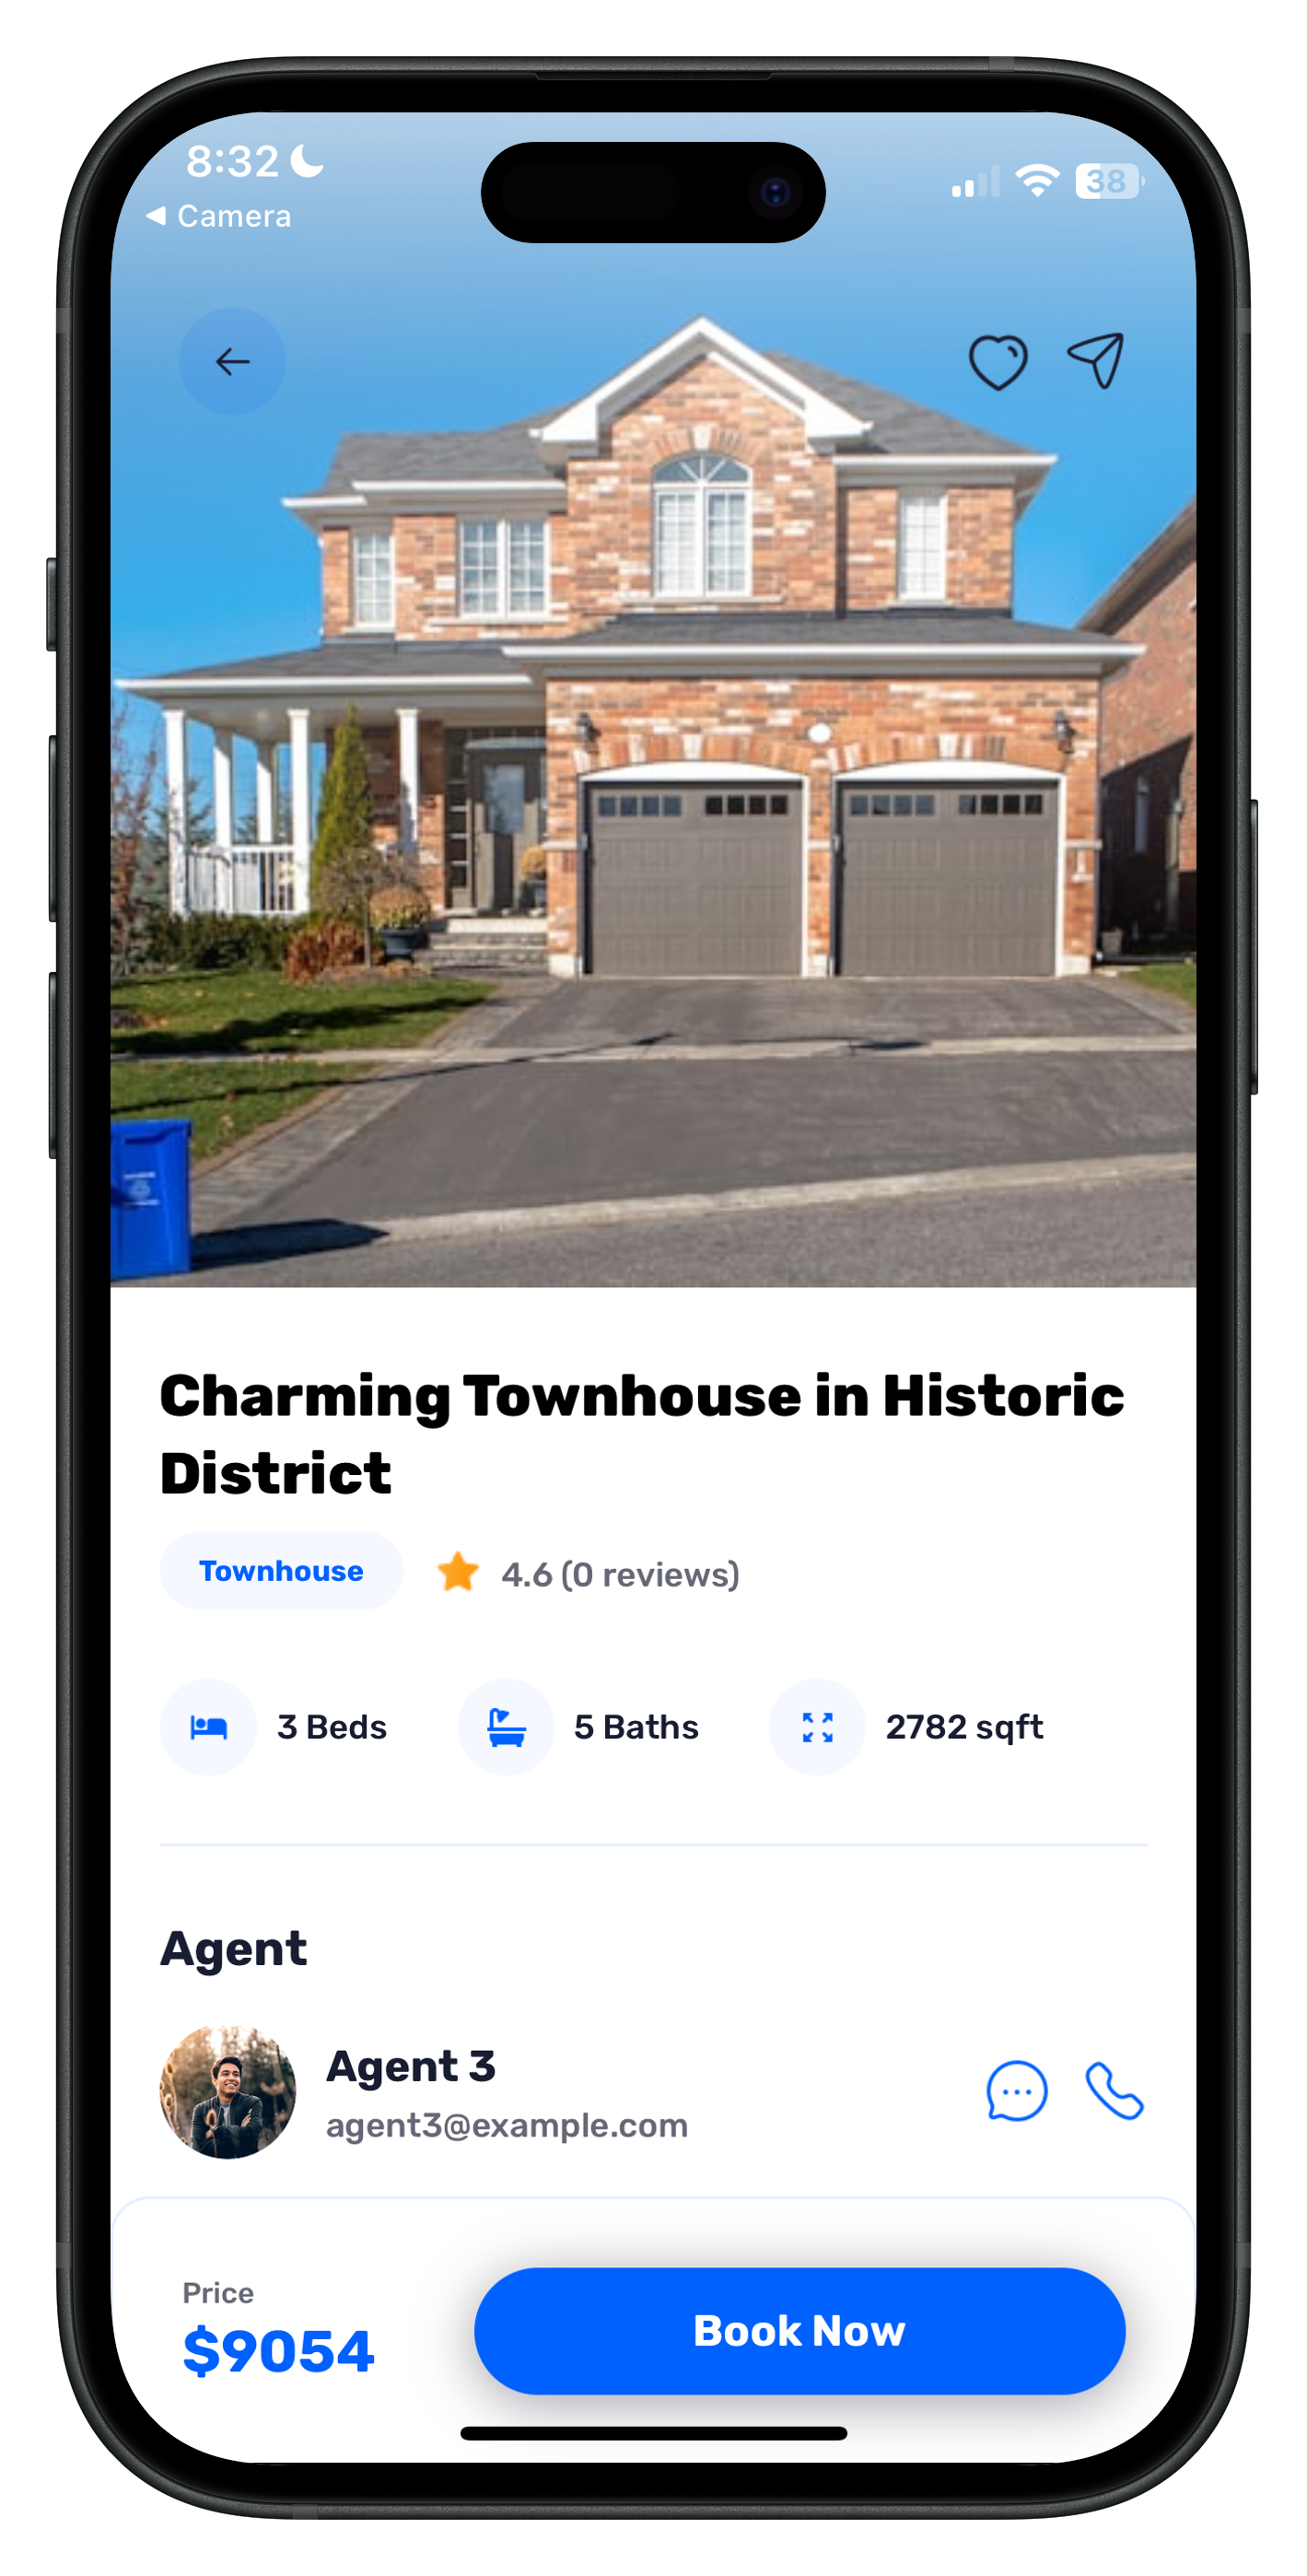 8:32
38
◀ Camera
Charming Townhouse in Historic
District
Townhouse
4.6 (0 reviews)
3 Beds
5 Baths
2782 sqft
Agent
Agent 3
agent3@example.com
Price
$9054
Book Now